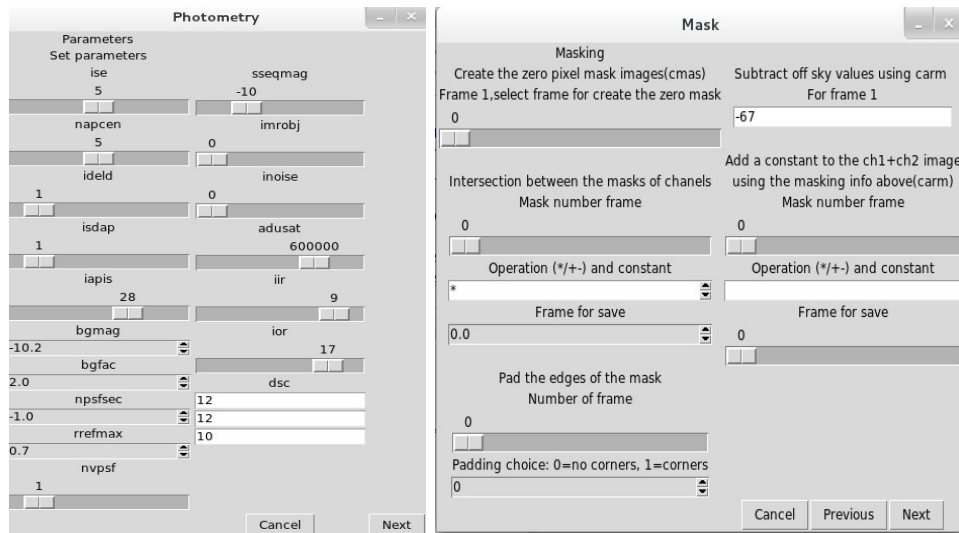 Photometry
Parameters
Set parameters
ise
5
napcen
5
ideld
1
isdap
1
iapis
28
bgmag
-10.2
bgfac
2.0
npsfsec
-1.0
rrefmax
0.7
nvpsf
1
sseqmag
-10
imrobj
0
inoise
0
adusat
600000
iir
9
ior
17
dsc
12
12
10
Cancel
Next
Mask
Masking
Create the zero pixel mask images(cmas)
Frame 1,select frame for create the zero mask
0
Intersection between the masks of chanels
Mask number frame
0
Operation (*/+-) and constant
*
Frame for save
0.0
Pad the edges of the mask
Number of frame
0
Padding choice: 0=no corners, 1=corners
0
Subtract off sky values using carm
For frame 1
-67
Add a constant to the ch1+ch2 image
using the masking info above(carm)
Mask number frame
0
Operation (*/+-) and constant
Frame for save
0
Cancel
Previous
Next